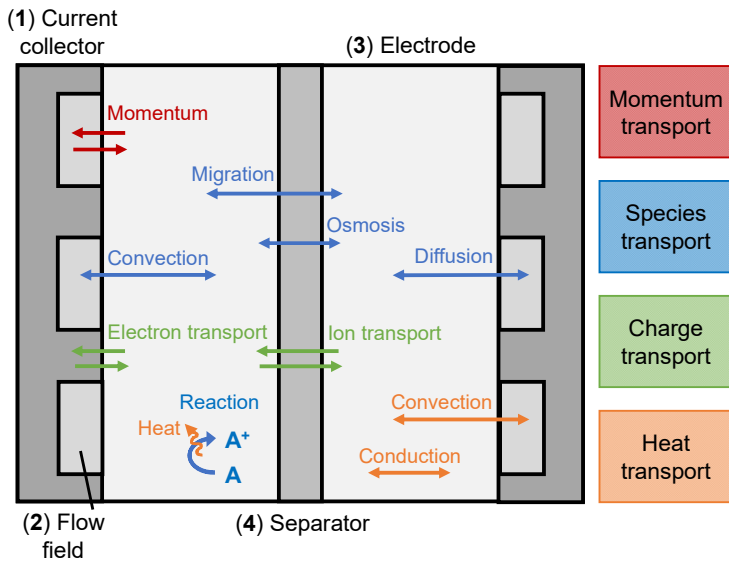 (1) Current
collector
(3) Electrode
Momentum
Momentum
transport
Migration
Osmosis
Species
transport
Convection
Diffusion
Electron transport
Ion transport
Charge
transport
Reaction
Convection
Heat
A⁺
Conduction
A
Heat
transport
(2) Flow
field
(4) Separator